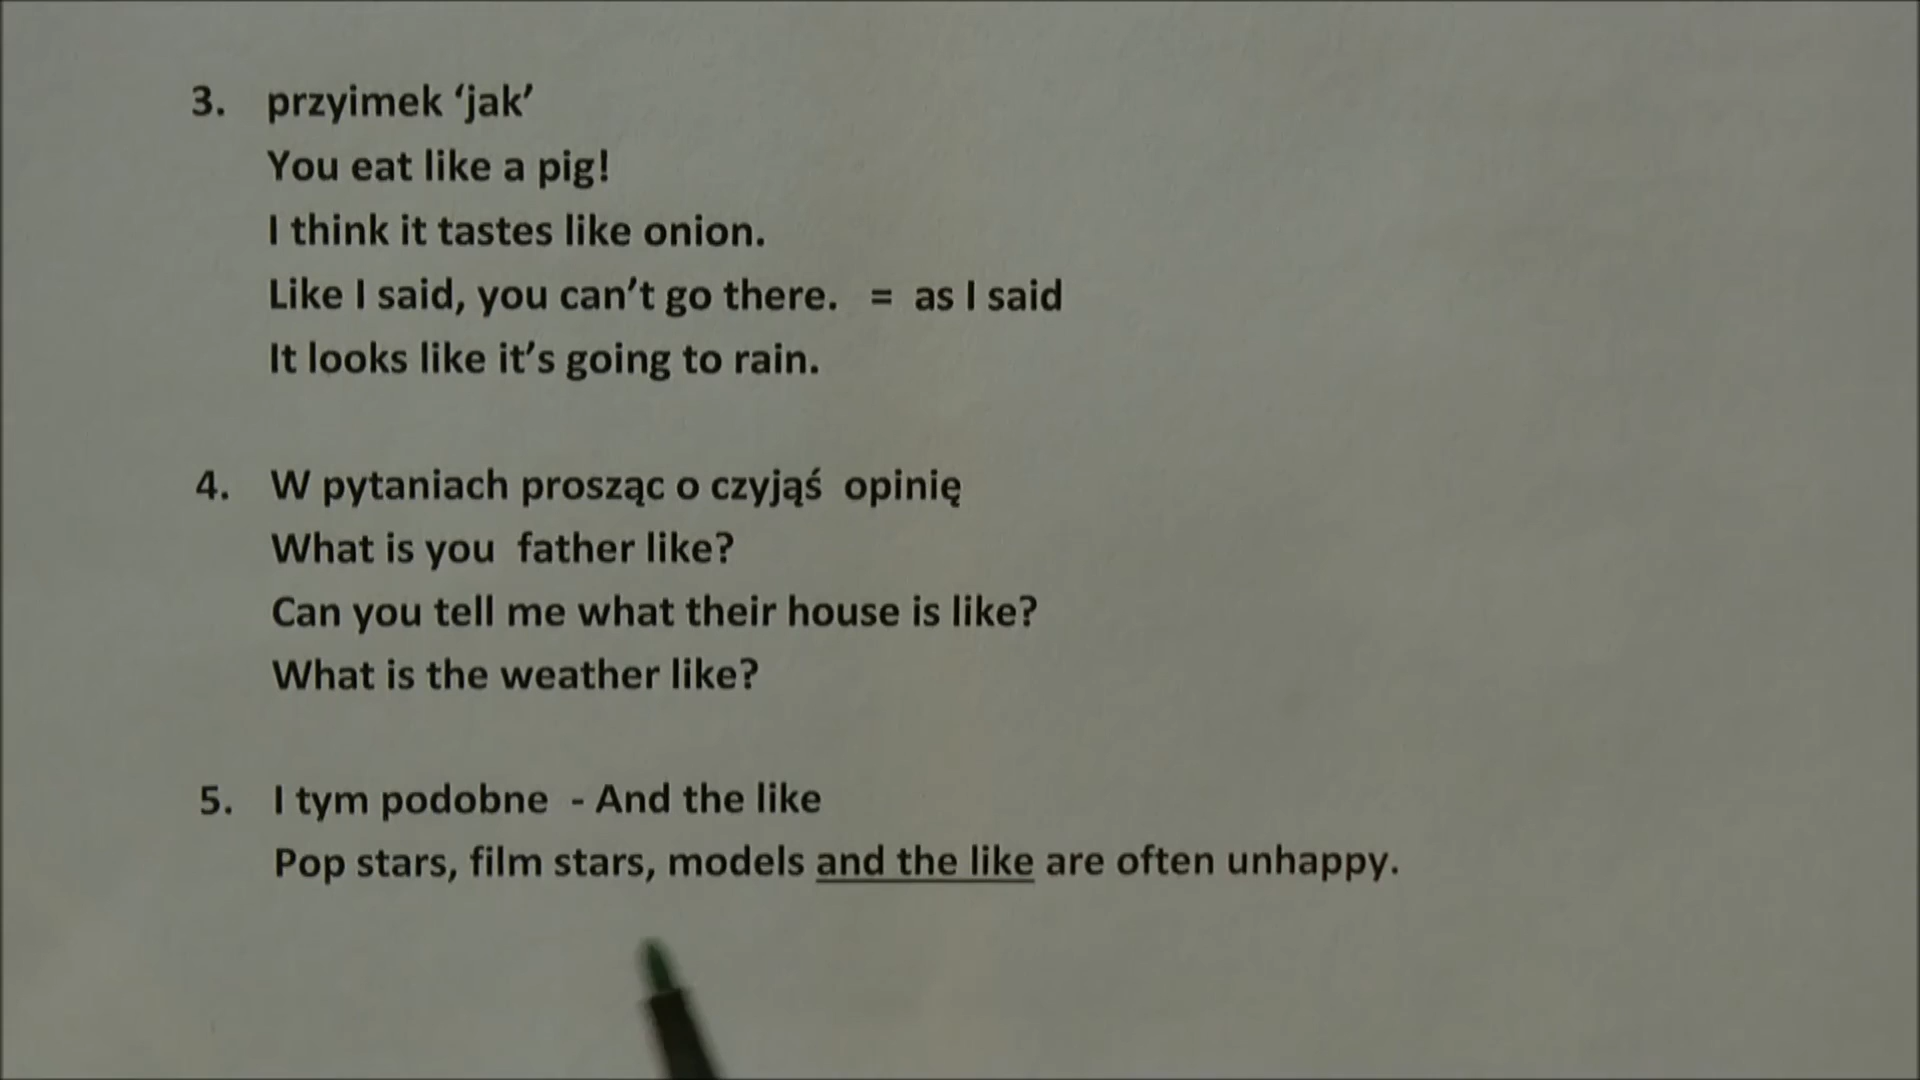 3. przyimek ‘jak’
You eat like a pig!
I think it tastes like onion.
Like I said, you can’t go there. = as I said
It looks like it’s going to rain.
4. W pytaniach prosząc o czyjąś opinię
What is you father like?
Can you tell me what their house is like?
What is the weather like?
5. I tym podobne - And the like
Pop stars, film stars, models and the like are often unhappy.